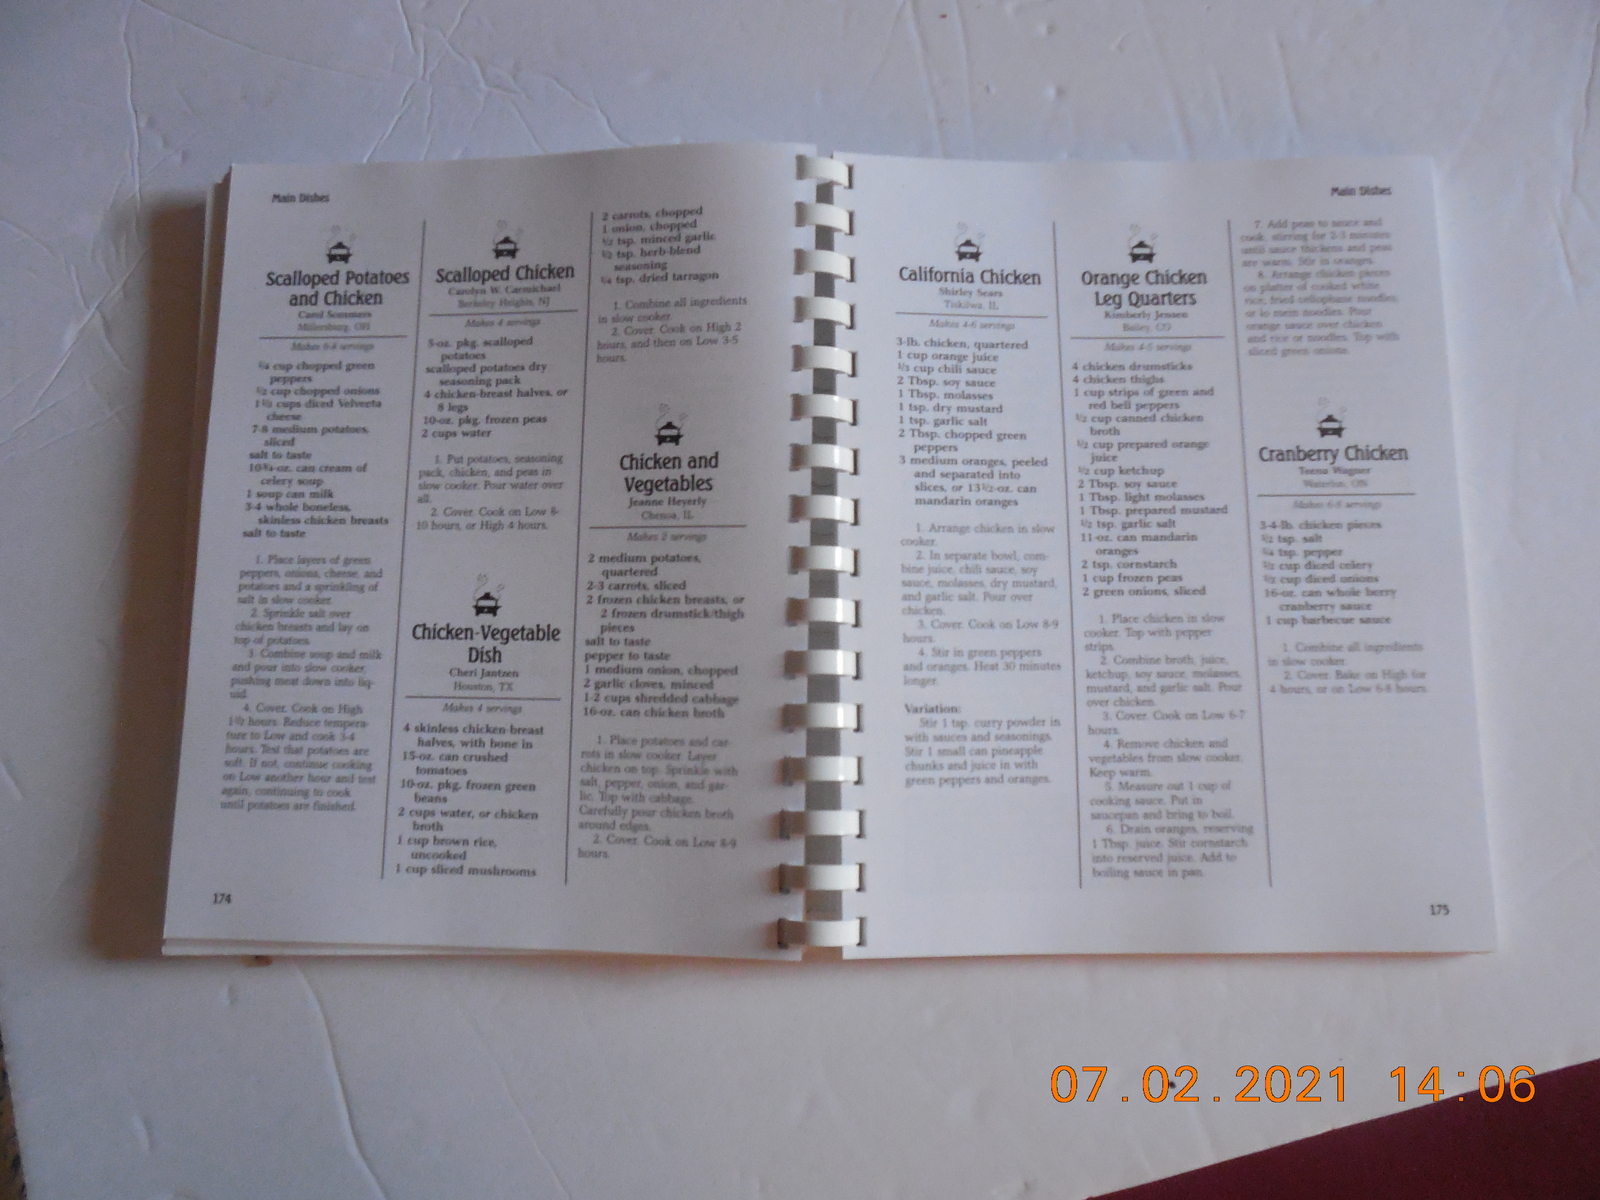 Main Dishes
Scalloped Potatoes
and Chicken
Carol Sommers
Millersburg, OH
Makes 6-8 servings
¼ cup chopped green
peppers
½ cup chopped onions
1½ cups diced Velveeta
cheese
7-8 medium potatoes,
sliced
salt to taste
10¾-oz. can cream of
celery soup
1 soup can milk
3-4 whole boneless,
skinless chicken breasts
salt to taste
1. Place layers of green
peppers, onions, cheese, and
potatoes and a sprinkling of
salt in slow cooker.
2. Sprinkle salt over
chicken breasts and lay on
top of potatoes.
3. Combine soup and milk
and pour into slow cooker,
pushing meat down into liq-
uid.
4. Cover. Cook on High
1½ hours. Reduce tempera-
ture to Low and cook 3-4
hours. Test that potatoes are
soft. If not, continue cooking
on Low another hour and test
again, continuing to cook
until potatoes are finished.
174
Scalloped Chicken
Carolyn W. Carmichael
Berkeley Heights, NJ
Makes 4 servings
5-oz. pkg. scalloped
potatoes
scalloped potatoes dry
seasoning pack
4 chicken-breast halves, or
8 legs
10-oz. pkg. frozen peas
2 cups water
1. Put potatoes, seasoning
pack, chicken, and peas in
slow cooker. Pour water over
all.
2. Cover. Cook on Low 8-
10 hours, or High 4 hours.
Chicken-Vegetable
Dish
Cheri Jantzen
Houston, TX
Makes 4 servings
4 skinless chicken-breast
halves, with bone in
15-oz. can crushed
tomatoes
10-oz. pkg. frozen green
beans
2 cups water, or chicken
broth
1 cup brown rice,
uncooked
1 cup sliced mushrooms
2 carrots, chopped
1 onion, chopped
½ tsp. minced garlic
½ tsp. herb-blend
seasoning
¼ tsp. dried tarragon
1. Combine all ingredients
in slow cooker.
2. Cover. Cook on High 2
hours, and then on Low 3-5
hours.
Chicken and
Vegetables
Jeanne Heyerly
Chenoa, IL
Makes 2 servings
2 medium potatoes,
quartered
2-3 carrots, sliced
2 frozen chicken breasts, or
2 frozen drumstick/thigh
pieces
salt to taste
pepper to taste
1 medium onion, chopped
2 garlic cloves, minced
1-2 cups shredded cabbage
16-oz. can chicken broth
1. Place potatoes and car-
rots in slow cooker. Layer
chicken on top. Sprinkle with
salt, pepper, onion, and gar-
lic. Top with cabbage.
Carefully pour chicken broth
around edges.
2. Cover. Cook on Low 8-9
hours.
Main Dishes
California Chicken
Shirley Sears
Tiskilwa, IL
Makes 4-6 servings
3-lb. chicken, quartered
1 cup orange juice
⅓ cup chili sauce
2 Tbsp. soy sauce
1 Tbsp. molasses
1 tsp. dry mustard
1 tsp. garlic salt
2 Tbsp. chopped green
peppers
3 medium oranges, peeled
and separated into
slices, or 13½-oz. can
mandarin oranges
1. Arrange chicken in slow
cooker.
2. In separate bowl, com-
bine juice, chili sauce, soy
sauce, molasses, dry mustard,
and garlic salt. Pour over
chicken.
3. Cover. Cook on Low 8-9
hours.
4. Stir in green peppers
and oranges. Heat 30 minutes
longer.
Variation:
Stir 1 tsp. curry powder in
with sauces and seasonings.
Stir 1 small can pineapple
chunks and juice in with
green peppers and oranges.
Orange Chicken
Leg Quarters
Kimberly Jensen
Bailey, CO
Makes 4-5 servings
4 chicken drumsticks
4 chicken thighs
1 cup strips of green and
red bell peppers
½ cup canned chicken
broth
½ cup prepared orange
juice
½ cup ketchup
2 Tbsp. soy sauce
1 Tbsp. light molasses
1 Tbsp. prepared mustard
½ tsp. garlic salt
11-oz. can mandarin
oranges
2 tsp. cornstarch
1 cup frozen peas
2 green onions, sliced
1. Place chicken in slow
cooker. Top with pepper
strips.
2. Combine broth, juice,
ketchup, soy sauce, molasses,
mustard, and garlic salt. Pour
over chicken.
3. Cover. Cook on Low 6-7
hours.
4. Remove chicken and
vegetables from slow cooker.
Keep warm.
5. Measure out 1 cup of
cooking sauce. Put in
saucepan and bring to boil.
6. Drain oranges, reserving
1 Tbsp. juice. Stir cornstarch
into reserved juice. Add to
boiling sauce in pan.
7. Add peas to sauce and
cook, stirring for 2-3 minutes
until sauce thickens and peas
are warm. Stir in oranges.
8. Arrange chicken pieces
on platter of cooked white
rice, fried cellophane noodles,
or lo mein noodles. Pour
orange sauce over chicken
and rice or noodles. Top with
sliced green onions.
Cranberry Chicken
Teena Wagner
Waterloo, ON
Makes 6-8 servings
3-4-lb. chicken pieces
½ tsp. salt
¼ tsp. pepper
½ cup diced celery
½ cup diced onions
16-oz. can whole berry
cranberry sauce
1 cup barbecue sauce
1. Combine all ingredients
in slow cooker.
2. Cover. Bake on High for
4 hours, or on Low 6-8 hours.
175
07.02.2021 14:06